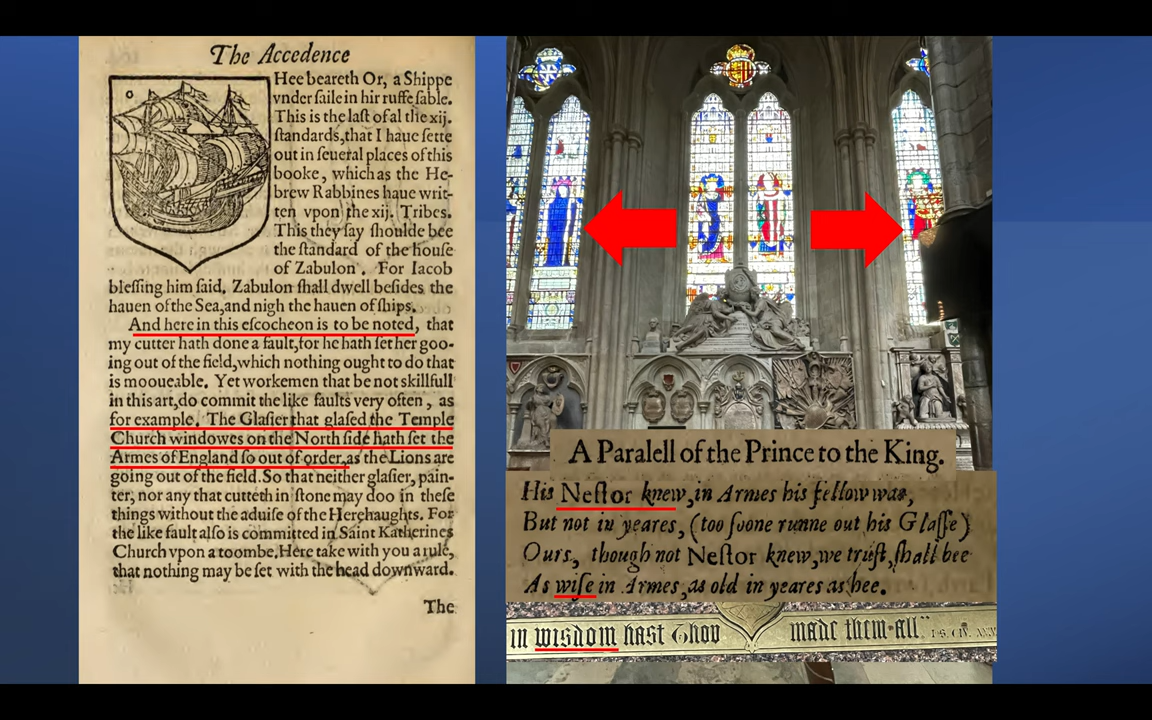 The Accedence
Hee beareth Or, a Shippe
vnder ſaile in hir ruffe ſable.
This is the laſt of al the xij.
ſtandards, that I haue ſette
out in ſeueral places of this
booke, which as the He-
brew Rabbines haue writ-
ten vpon the xij. Tribes.
This they ſay ſhoulde bee
the ſtandard of the houſe
of Zabulon. For Iacob
bleſſing him ſaid, Zabulon ſhall dwell beſides the
hauen of the Sea, and nigh the hauen of ſhips.
And here in this eſcocheon is to be noted, that
my cutter hath done a fault, for he hath ſet her goo-
ing out of the field, which nothing ought to do that
is mooueable. Yet workemen that be not skillfull
in this art, do commit the like faults very often, as
for example. The Glaſier that glaſed the Temple
Church windowes on the North ſide hath ſet the
Armes of England ſo out of order, as the Lions are
going out of the field. So that neither glaſier, pain-
ter, nor any that cutteth in ſtone may doo in theſe
things without the aduiſe of the Herehaughts. For
the like fault alſo is committed in Saint Katherines
Church vpon a toombe. Here take with you a rule,
that nothing may be ſet with the head downward.
The
A Paralell of the Prince to the King.
His Neſtor knew, in Armes his fellow was,
But not in yeares, (too ſoone runne out his Glaſſe)
Ours, though not Neſtor knew, we truſt, ſhall bee
As wiſe in Armes, as old in yeares as hee.
in wisdom hast Thou made them·all" PS. CIV. XXIV